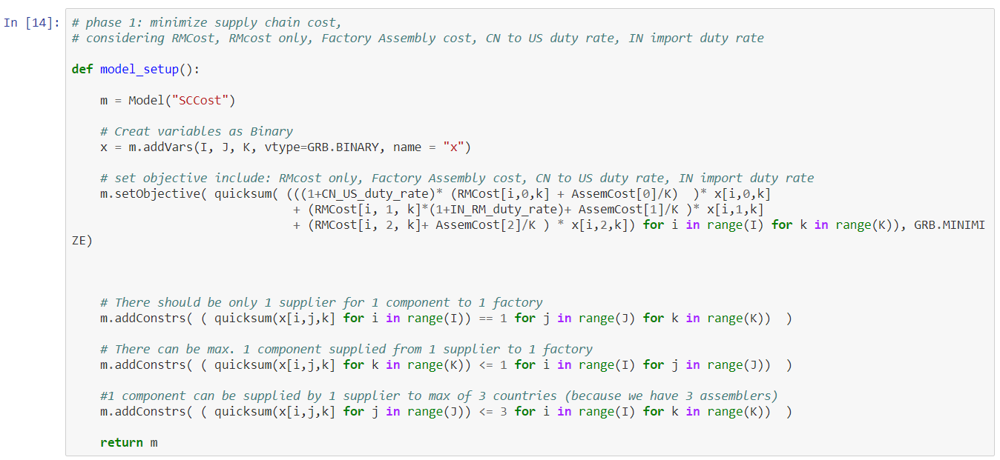 In [14]:
# phase 1: minimize supply chain cost,
# considering RMCost, RMcost only, Factory Assembly cost, CN to US duty rate, IN import duty rate
def model_setup():
m = Model("SCCost")
# Creat variables as Binary
x = m.addVars(I, J, K, vtype=GRB.BINARY, name = "x")
# set objective include: RMcost only, Factory Assembly cost, CN to US duty rate, IN import duty rate
m.setObjective( quicksum( (((1+CN_US_duty_rate)* (RMCost[i,0,k] + AssemCost[0]/K)  )* x[i,0,k]
+ (RMCost[i, 1, k]*(1+IN_RM_duty_rate)+ AssemCost[1]/K )* x[i,1,k]
+ (RMCost[i, 2, k]+ AssemCost[2]/K ) * x[i,2,k]) for i in range(I) for k in range(K)), GRB.MINIMI
ZE)
# There should be only 1 supplier for 1 component to 1 factory
m.addConstrs( ( quicksum(x[i,j,k] for i in range(I)) == 1 for j in range(J) for k in range(K))  )
# There can be max. 1 component supplied from 1 supplier to 1 factory
m.addConstrs( ( quicksum(x[i,j,k] for k in range(K)) <= 1 for i in range(I) for j in range(J))  )
#1 component can be supplied by 1 supplier to max of 3 countries (because we have 3 assemblers)
m.addConstrs( ( quicksum(x[i,j,k] for j in range(J)) <= 3 for i in range(I) for k in range(K))  )
return m